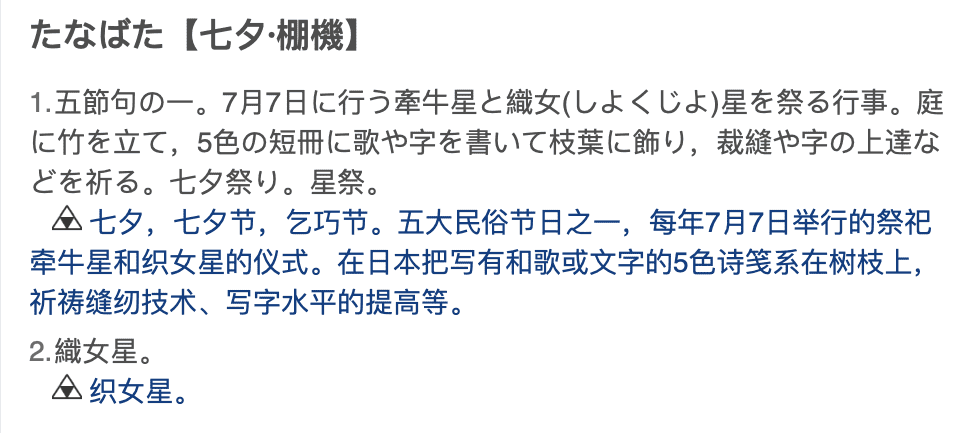 たなばた【七夕·棚機】
1.五節句の一。7月7日に行う牽牛星と織女(しよくじよ)星を祭る行事。庭
に竹を立て，5色の短冊に歌や字を書いて枝葉に飾り，裁縫や字の上達な
どを祈る。七夕祭り。星祭。
七夕，七夕节，乞巧节。五大民俗节日之一，每年7月7日举行的祭祀
牵牛星和织女星的仪式。在日本把写有和歌或文字的5色诗笺系在树枝上，
祈祷缝纫技术、写字水平的提高等。
2.織女星。
织女星。